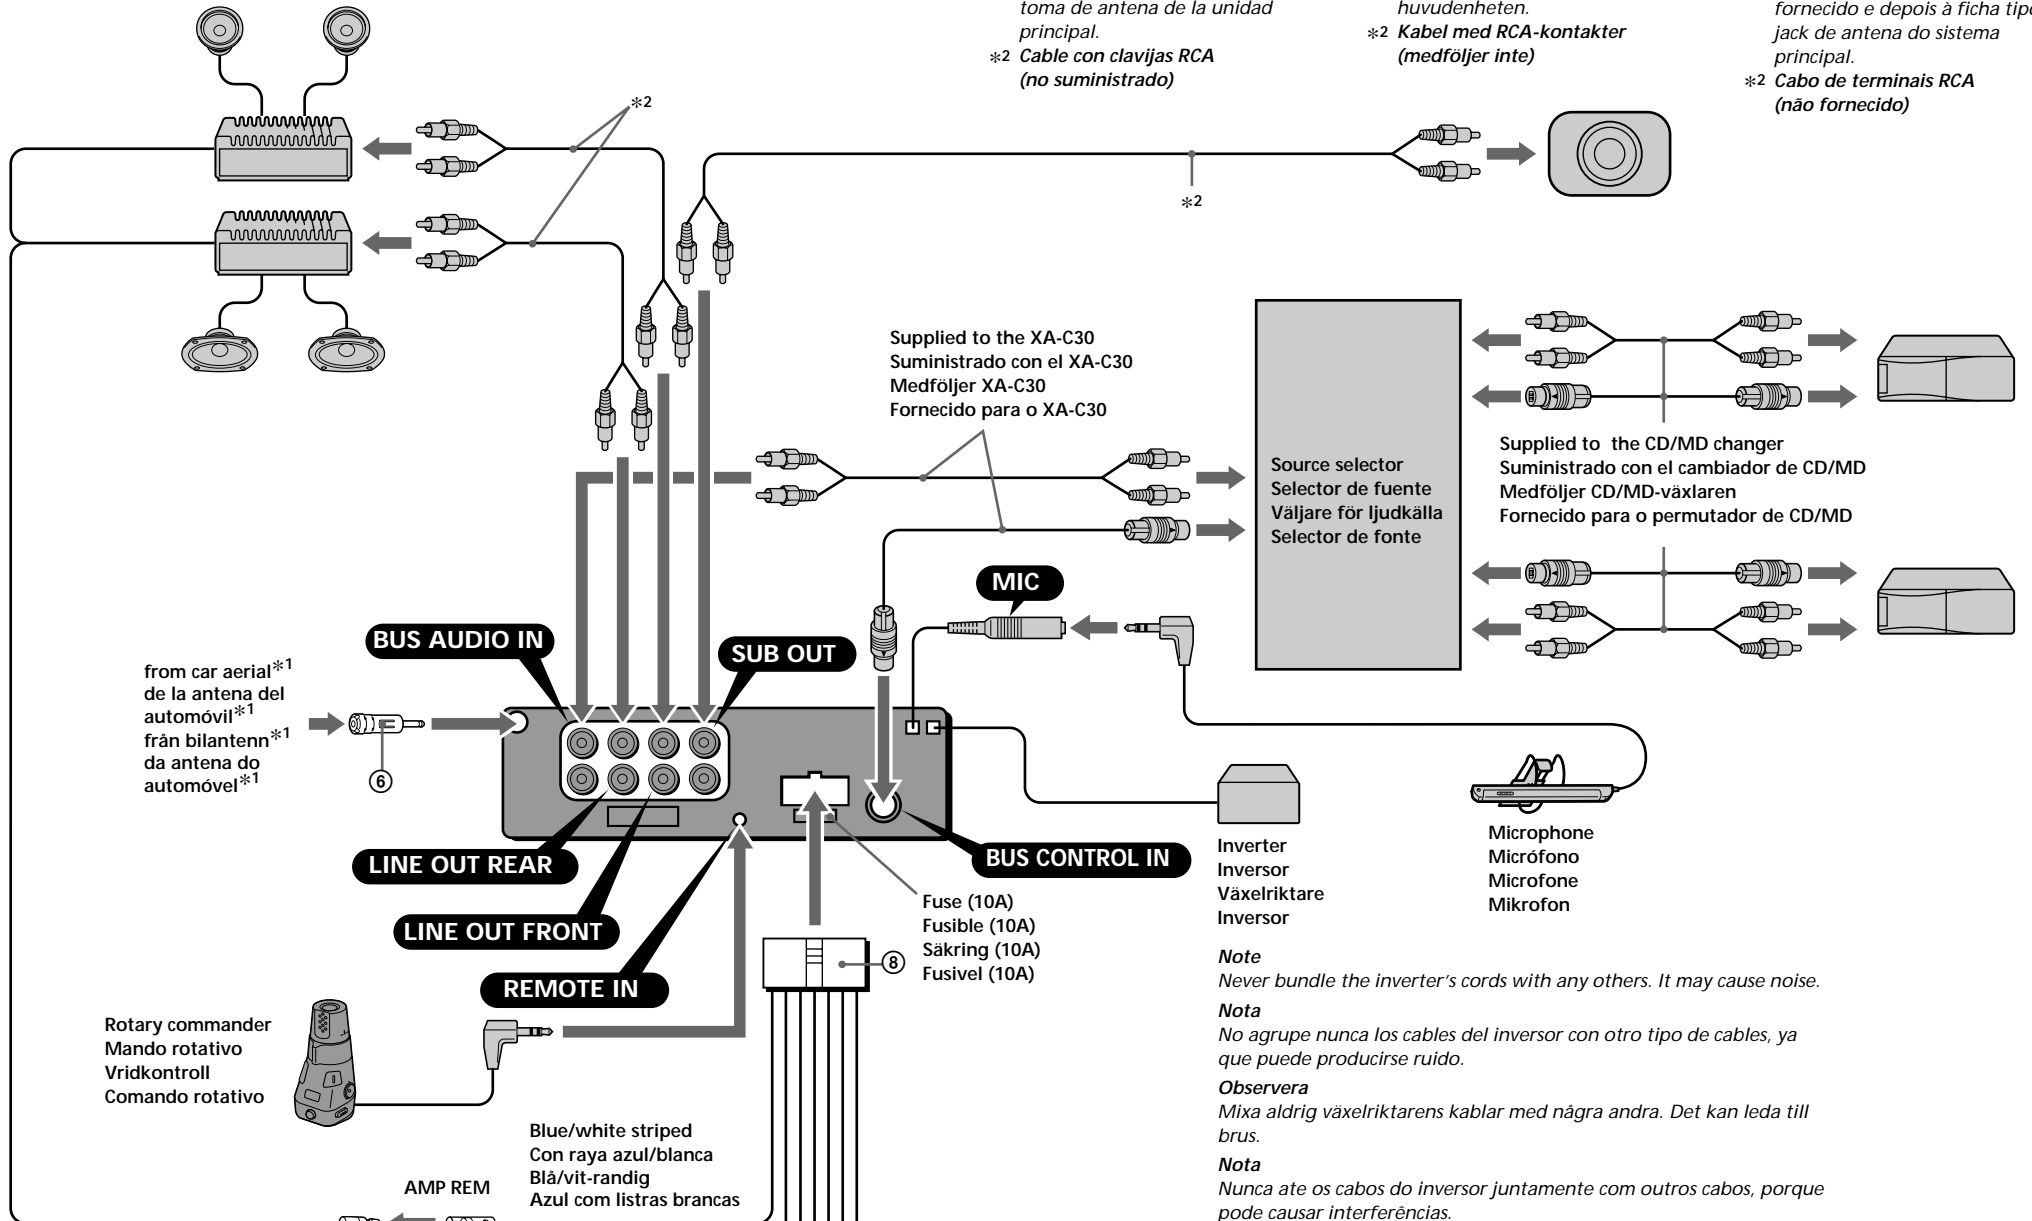 toma de antena de la unidad
principal.
*2 Cable con clavijas RCA
(no suministrado)
huvudenheten.
*2 Kabel med RCA-kontakter
(medföljer inte)
fornecido e depois à ficha tipo
jack de antena do sistema
principal.
*2 Cabo de terminais RCA
(não fornecido)
*2
*2
Supplied to the XA-C30
Suministrado con el XA-C30
Medföljer XA-C30
Fornecido para o XA-C30
Source selector
Selector de fuente
Väljare för ljudkälla
Selector de fonte
Supplied to the CD/MD changer
Suministrado con el cambiador de CD/MD
Medföljer CD/MD-växlaren
Fornecido para o permutador de CD/MD
MIC
BUS AUDIO IN
SUB OUT
from car aerial*1
de la antena del
automóvil*1
från bilantenn*1
da antena do
automóvel*1
⑥
LINE OUT REAR
BUS CONTROL IN
LINE OUT FRONT
REMOTE IN
Fuse (10A)
Fusible (10A)
Säkring (10A)
Fusivel (10A)
⑧
Inverter
Inversor
Växelriktare
Inversor
Microphone
Micrófono
Microfone
Mikrofon
Note
Never bundle the inverter's cords with any others. It may cause noise.
Nota
No agrupe nunca los cables del inversor con otro tipo de cables, ya
que puede producirse ruido.
Observera
Mixa aldrig växelriktarens kablar med några andra. Det kan leda till
brus.
Nota
Nunca ate os cabos do inversor juntamente com outros cabos, porque
pode causar interferências.
Rotary commander
Mando rotativo
Vridkontroll
Comando rotativo
Blue/white striped
Con raya azul/blanca
Blå/vit-randig
Azul com listras brancas
AMP REM